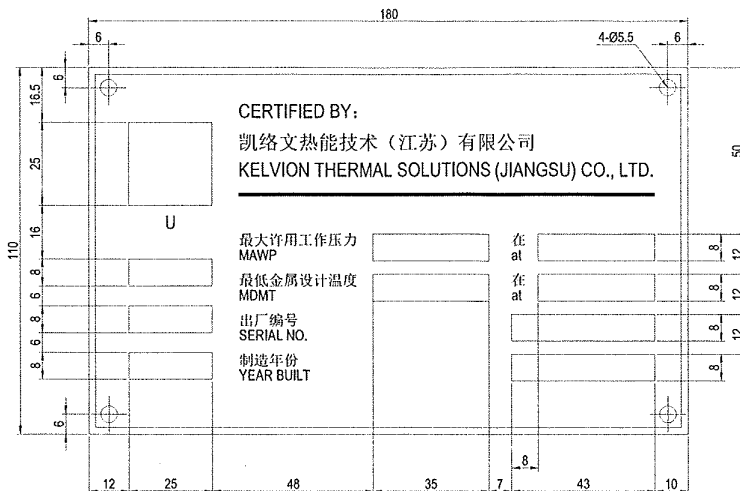 180
6
4-Ø5.5
6
6
16.5
CERTIFIED BY:
凯络文热能技术（江苏）有限公司
KELVION THERMAL SOLUTIONS (JIANGSU) CO., LTD.
50
25
U
110
16
最大许用工作压力
MAWP
在
at
8
12
8
最低金属设计温度
MDMT
在
at
8
12
6
8
出厂编号
SERIAL NO.
8
12
6
8
制造年份
YEAR BUILT
8
6
8
12
25
48
35
7
43
10